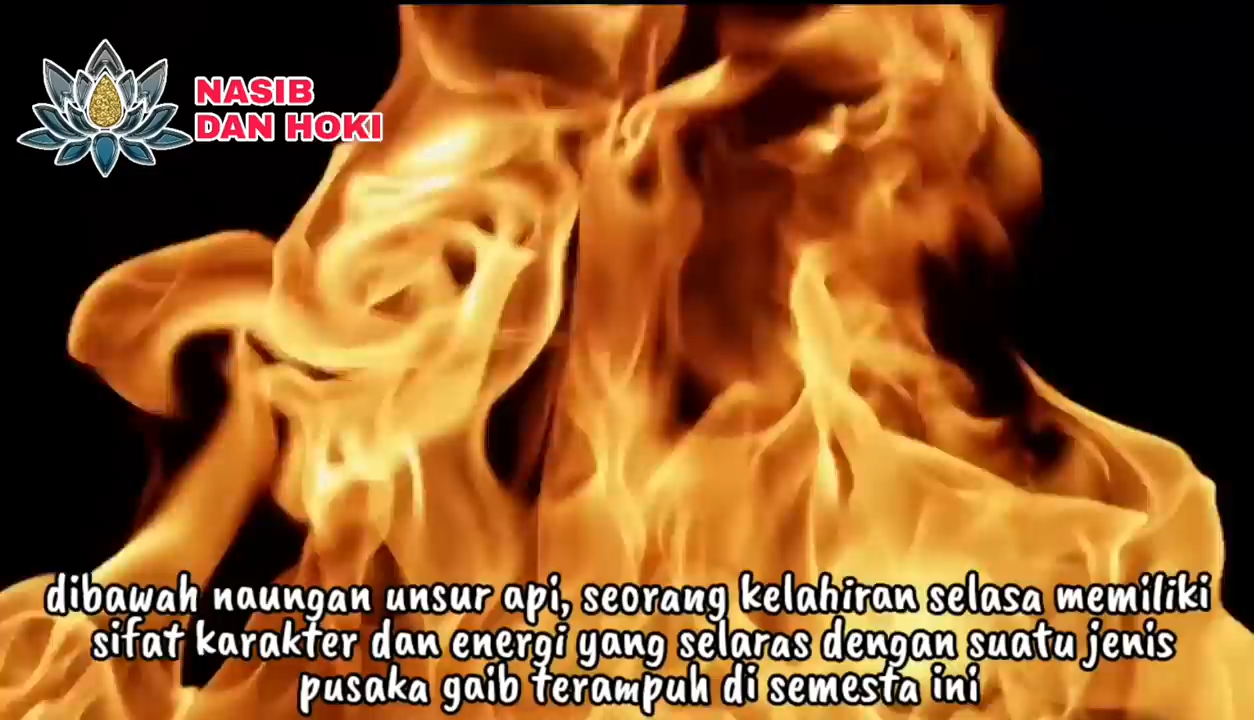 NASIB
DAN HOKI
dibawah naungan unsur api, seorang kelahiran selasa memiliki
sifat karakter dan energi yang selaras dengan suatu jenis
pusaka gaib terampuh di semesta ini